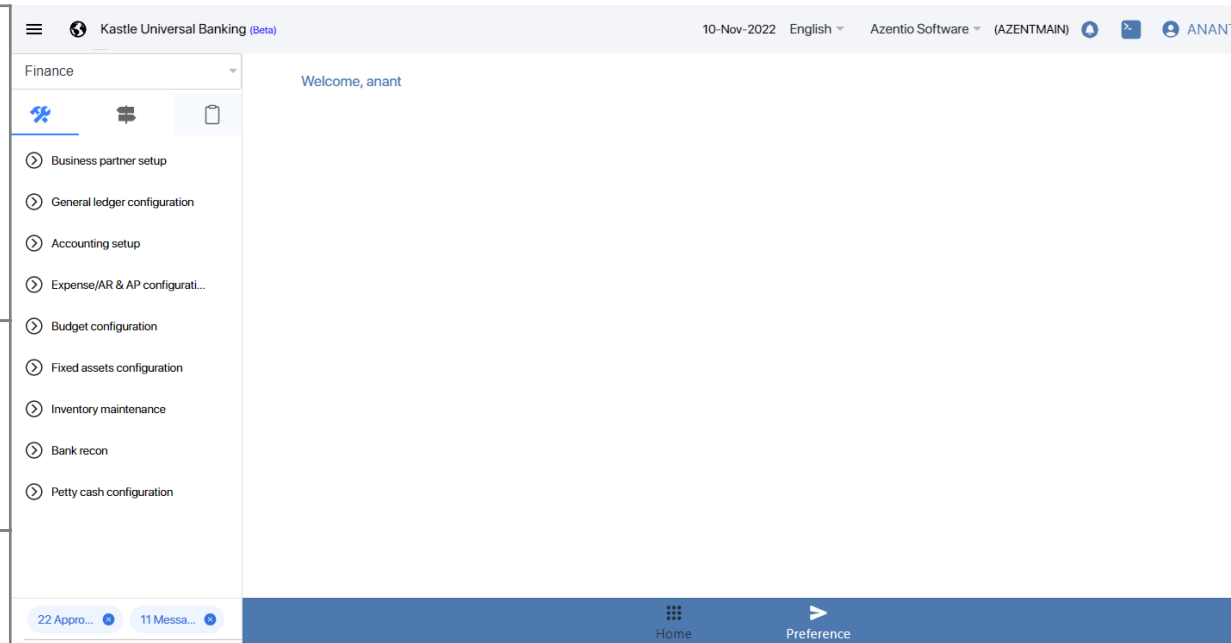 Kastle Universal Banking (Beta)
10-Nov-2022 English Azentio Software (AZENTMAIN) ANANT
Finance
Welcome, anant
Business partner setup
General ledger configuration
Accounting setup
Expense/AR & AP configurati...
Budget configuration
Fixed assets configuration
Inventory maintenance
Bank recon
Petty cash configuration
22 Appro... 11 Messa...
Home Preference